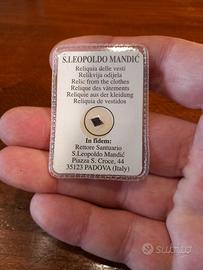 S.LEOPOLDO MANDIĆ
Reliquia delle vesti
Relikvija odijela
Relic from the clothes
Relique des vêtements
Reliquie aus der kleidung
Reliquia de vestidos
In fidem:
Rettore Santuario
S.Leopoldo Mandić
Piazza S. Croce, 44
35123 PADOVA (Italy)
subito